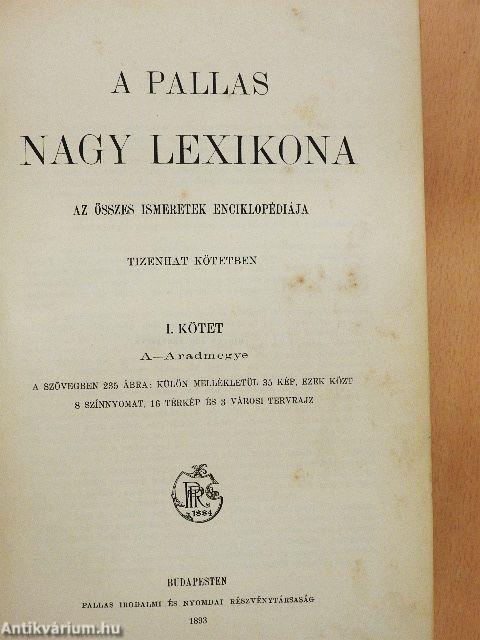 A PALLAS
NAGY LEXIKONA
AZ ÖSSZES ISMERETEK ENCIKLOPÉDIÁJA
TIZENHAT KÖTETBEN
I. KÖTET
A—Aradmegye
A SZÖVEGBEN 235 ÁBRA; KÜLÖN MELLÉKLETÜL 35 KÉP, EZEK KÖZT
8 SZÍNNYOMAT, 16 TÉRKÉP ÉS 3 VÁROSI TERVRAJZ
1884
BUDAPESTEN
PALLAS IRODALMI ÉS NYOMDAI RÉSZVÉNYTÁRSASÁG
1893
Antikvárium.hu